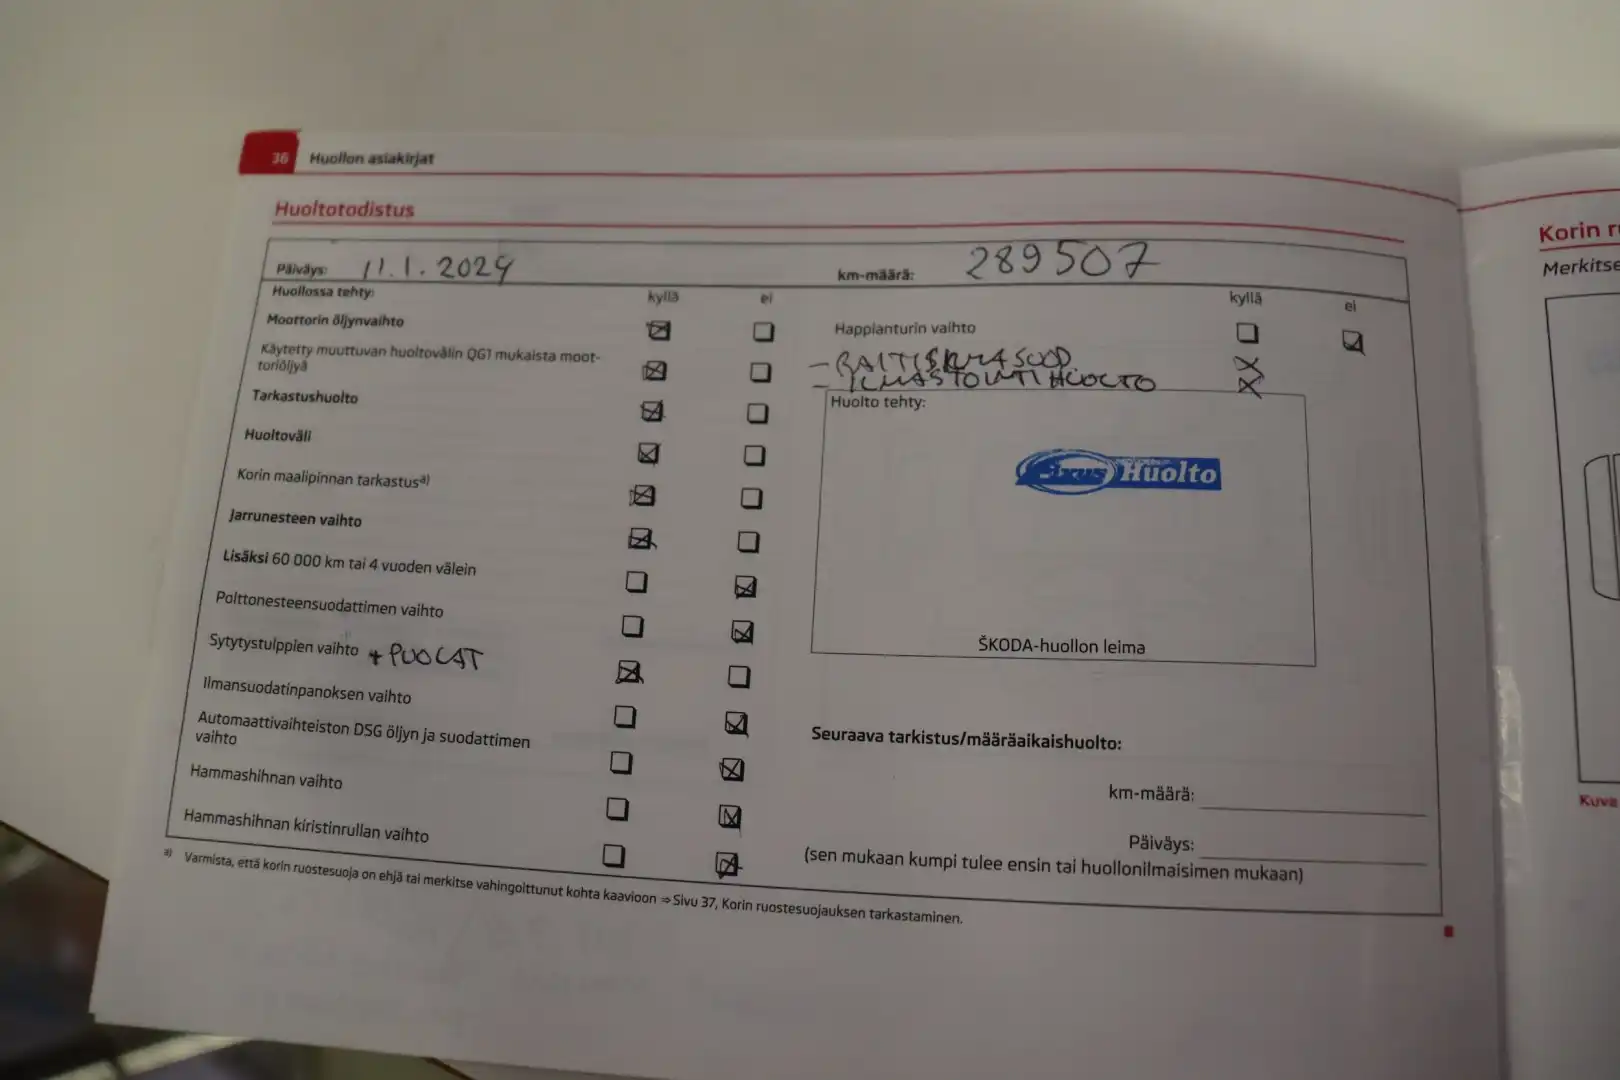 36 Huollon asiakirjat
Huoltotodistus
Päiväys: 11.1.2024
km-määrä: 289507
Huollossa tehty:
kyllä ei
Moottorin öljynvaihto
Käytetty muuttuvan huoltovälin QG1 mukaista moot-
toriöljyä
Tarkastushuolto
Huoltoväli
Korin maalipinnan tarkastusa)
Jarrunesteen vaihto
Lisäksi 60 000 km tai 4 vuoden välein
Polttonesteensuodattimen vaihto
Sytytystulppien vaihto + PUOLAT
Ilmansuodatinpanoksen vaihto
Automaattivaihteiston DSG öljyn ja suodattimen
vaihto
Hammashihnan vaihto
Hammashihnan kiristinrullan vaihto
kyllä ei
Happianturin vaihto
- RAITISILMASUOD
- ILMASTOINTIHUOLTO
Huolto tehty:
Huolto
ŠKODA-huollon leima
Seuraava tarkistus/määräaikaishuolto:
km-määrä:
Päiväys:
(sen mukaan kumpi tulee ensin tai huollonilmaisimen mukaan)
a) Varmista, että korin ruostesuoja on ehjä tai merkitse vahingoittunut kohta kaavioon ⇒ Sivu 37, Korin ruostesuojauksen tarkastaminen.
Korin
Merkitse
Kuva